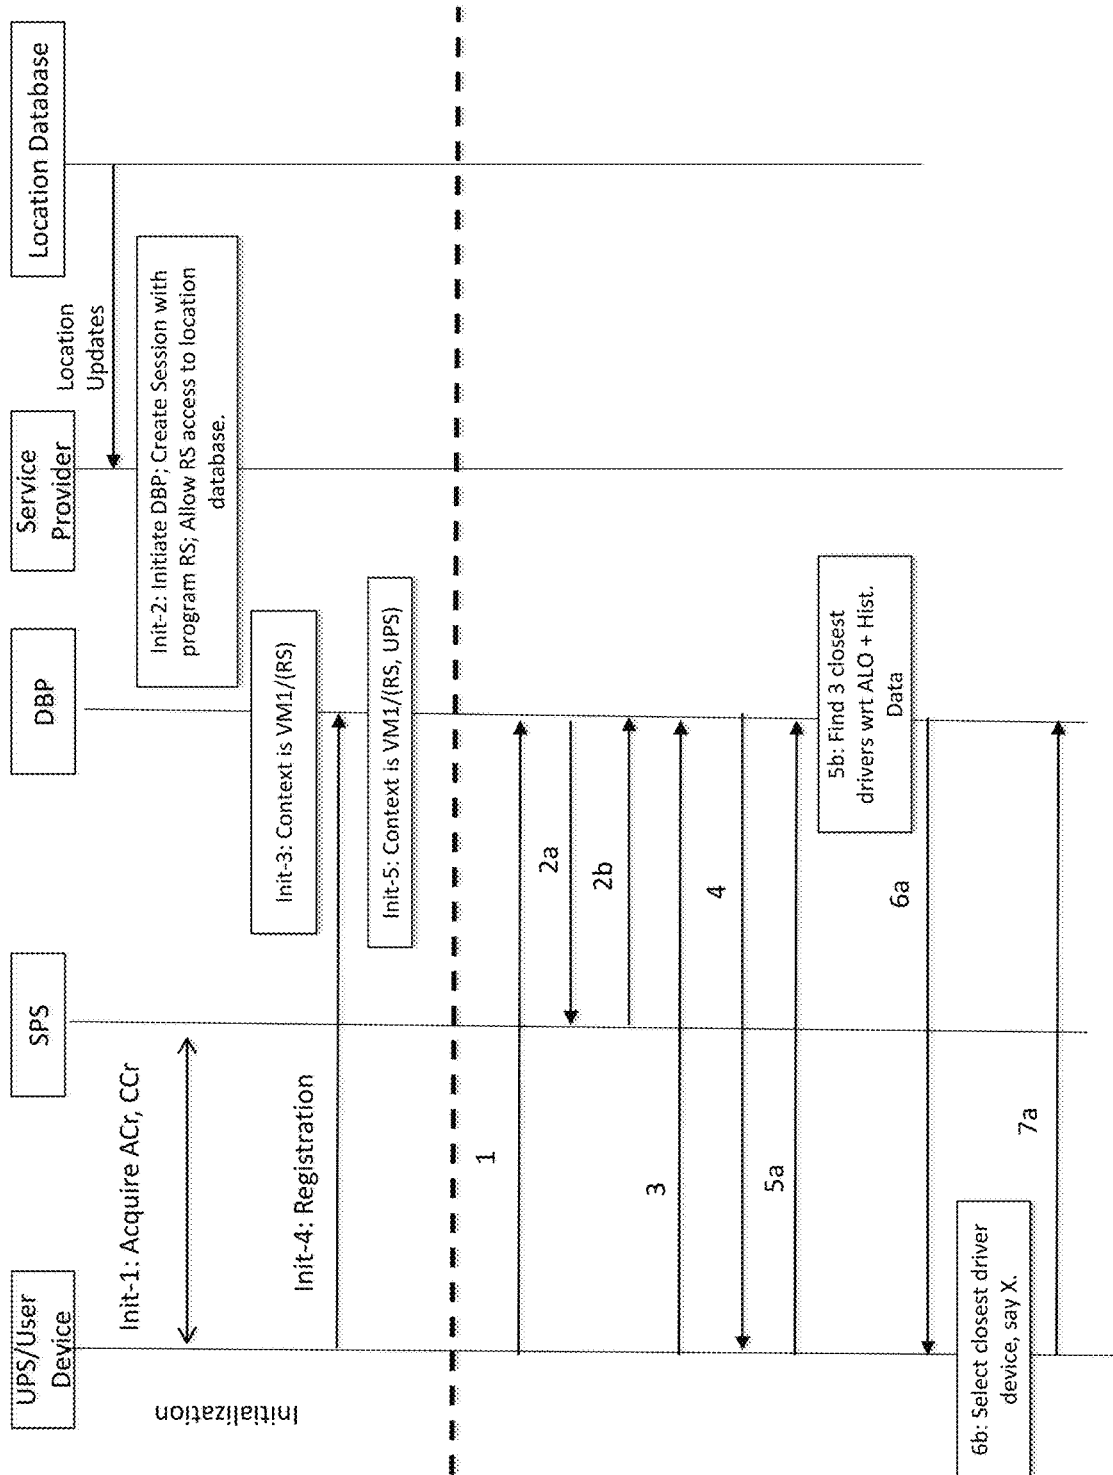 UPS/User
Device
SPS
DBP
Service
Provider
Location Database
Initialization
Init-1: Acquire ACr, CCr
Location
Updates
Init-2: Initiate DBP; Create Session with
program RS; Allow RS access to location
database.
Init-3: Context is VM1/(RS)
Init-4: Registration
Init-5: Context is VM1/(RS, UPS)
1
2a
2b
3
4
5a
5b: Find 3 closest
drivers wrt ALO + Hist.
Data
6a
6b: Select closest driver
device, say X.
7a